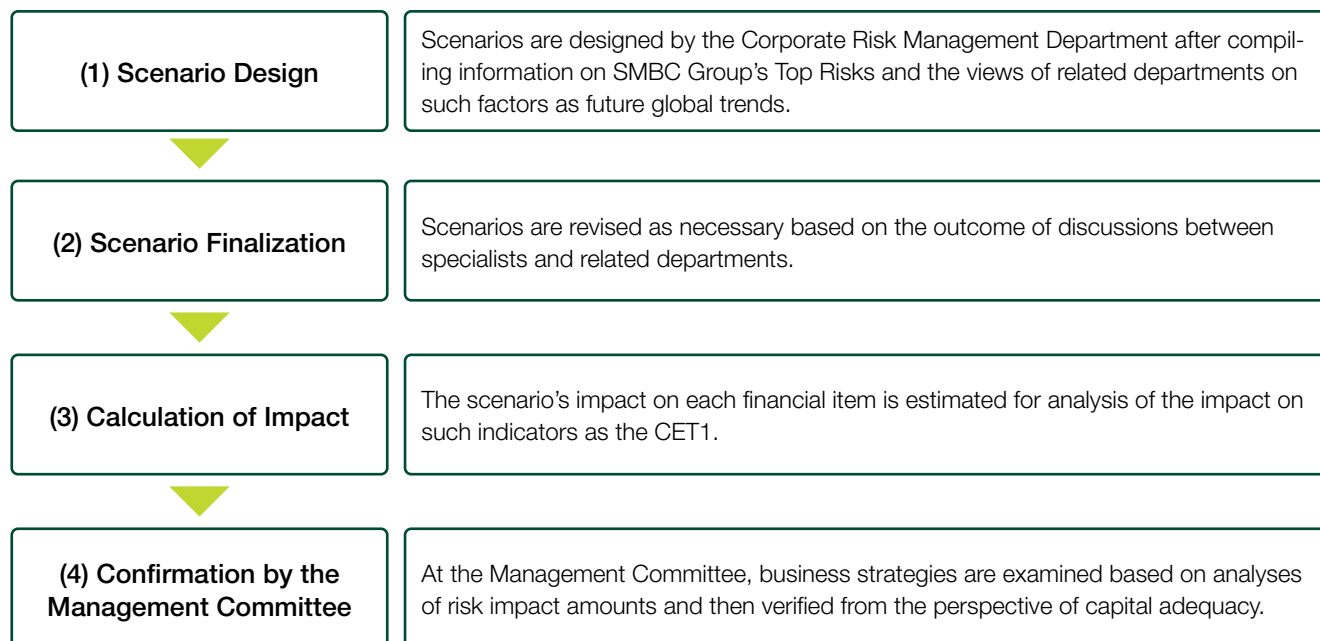 (1) Scenario Design
Scenarios are designed by the Corporate Risk Management Department after compil-
ing information on SMBC Group's Top Risks and the views of related departments on
such factors as future global trends.
(2) Scenario Finalization
Scenarios are revised as necessary based on the outcome of discussions between
specialists and related departments.
(3) Calculation of Impact
The scenario's impact on each financial item is estimated for analysis of the impact on
such indicators as the CET1.
(4) Confirmation by the
Management Committee
At the Management Committee, business strategies are examined based on analyses
of risk impact amounts and then verified from the perspective of capital adequacy.